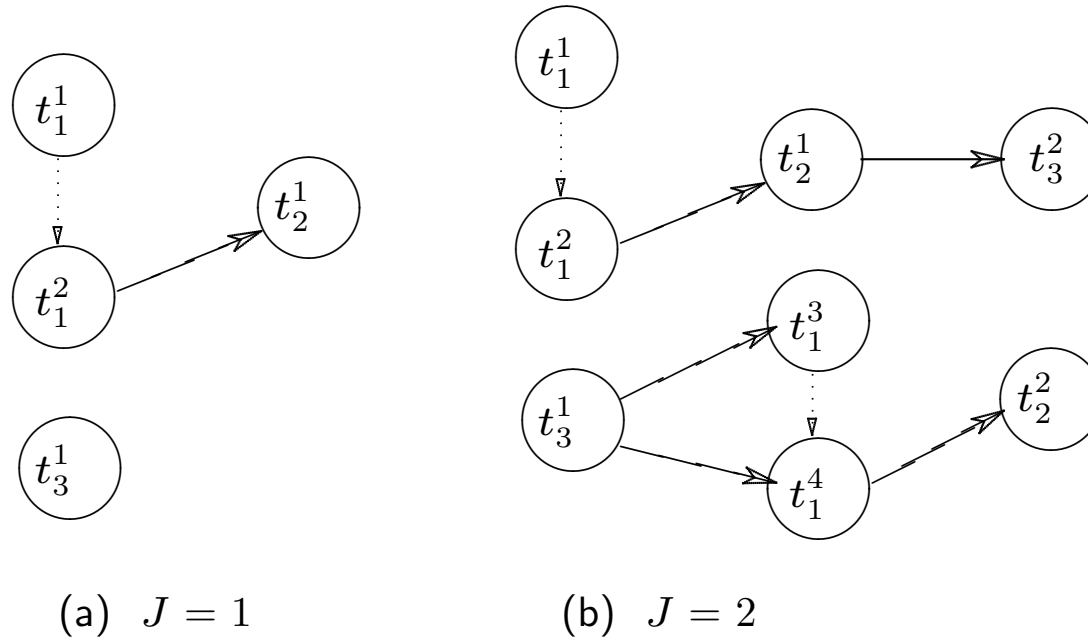 t_1^1
t_1^2
t_2^1
t_3^1
(a) J = 1
t_1^1
t_1^2
t_2^1
t_3^2
t_3^1
t_1^3
t_1^4
t_2^2
(b) J = 2